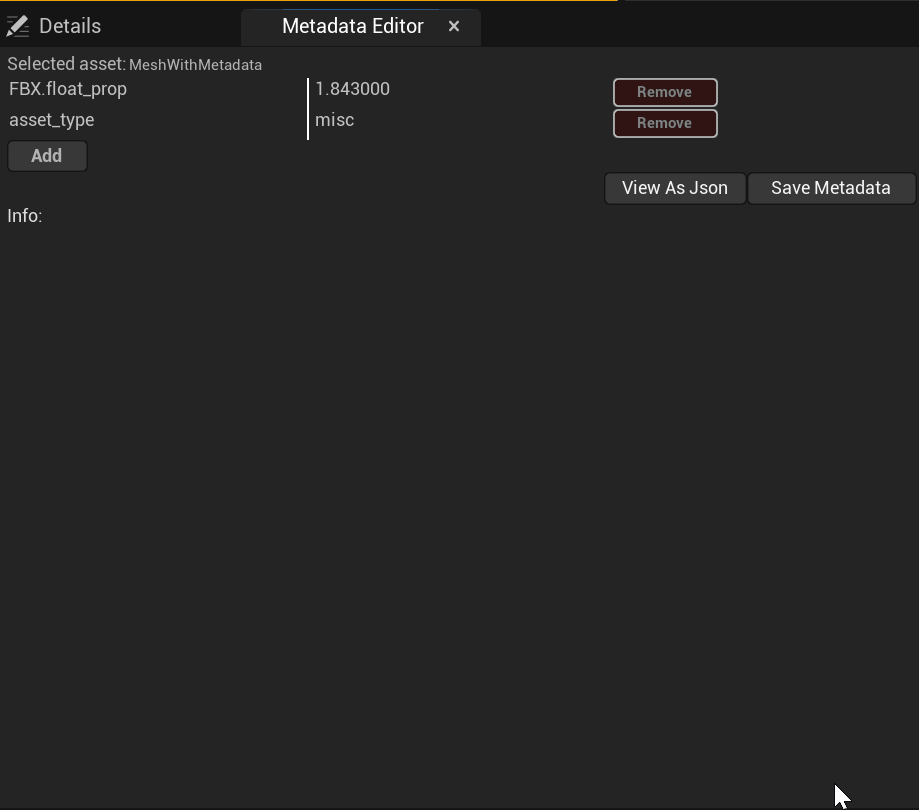 Details
Metadata Editor
Selected asset: MeshWithMetadata
FBX.float_prop 1.843000 Remove
asset_type misc Remove
Add
View As Json Save Metadata
Info: